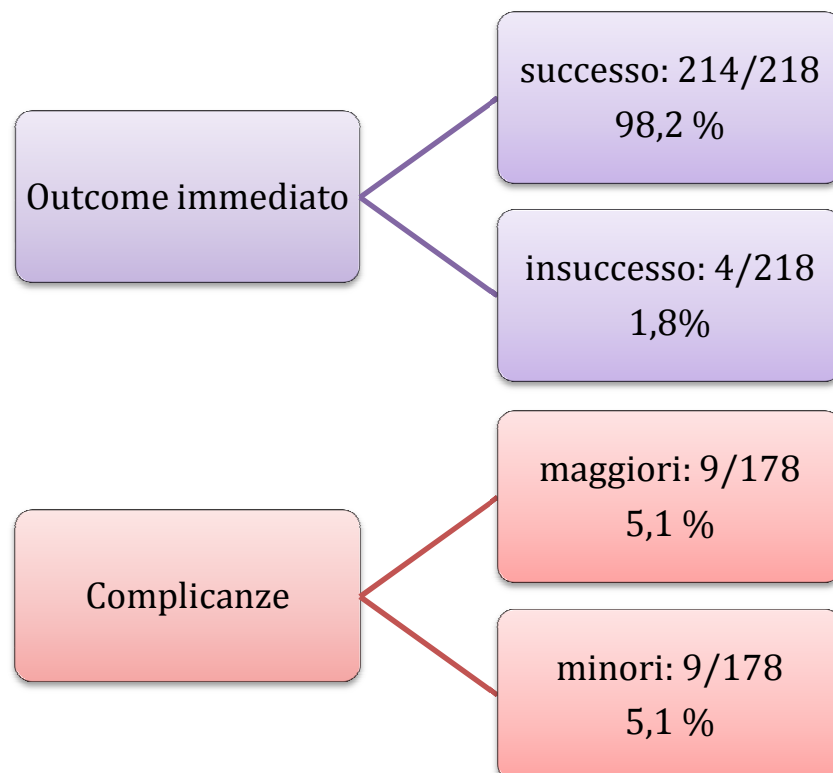 Outcome immediato
successo: 214/218
98,2 %
insuccesso: 4/218
1,8%
Complicanze
maggiori: 9/178
5,1 %
minori: 9/178
5,1 %